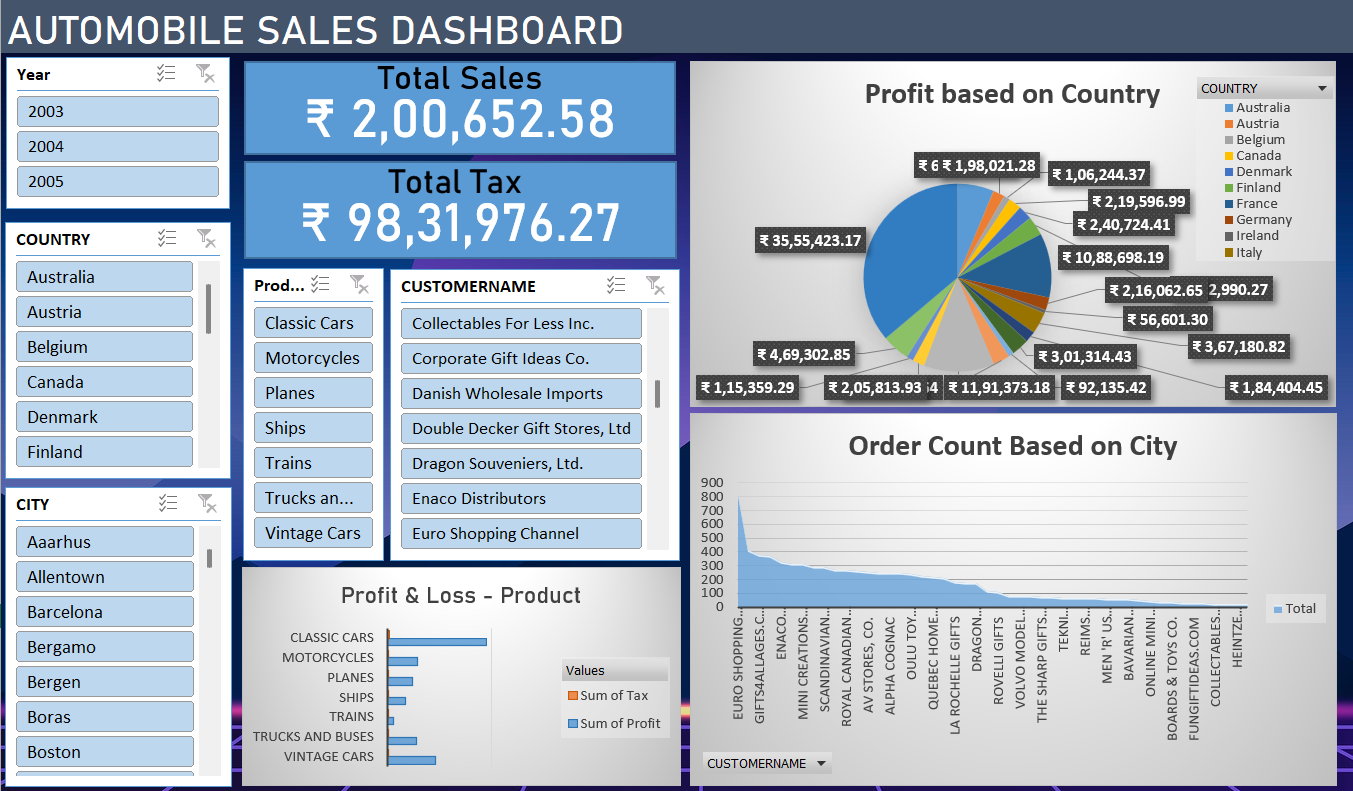 AUTOMOBILE SALES DASHBOARD
Year
2003
2004
2005
COUNTRY
Australia
Austria
Belgium
Canada
Denmark
Finland
CITY
Aaarhus
Allentown
Barcelona
Bergamo
Bergen
Boras
Boston
Total Sales
₹ 2,00,652.58
Total Tax
₹ 98,31,976.27
Prod...
Classic Cars
Motorcycles
Planes
Ships
Trains
Trucks an...
Vintage Cars
CUSTOMERNAME
Collectables For Less Inc.
Corporate Gift Ideas Co.
Danish Wholesale Imports
Double Decker Gift Stores, Ltd
Dragon Souveniers, Ltd.
Enaco Distributors
Euro Shopping Channel
Profit & Loss - Product
CLASSIC CARS
MOTORCYCLES
PLANES
SHIPS
TRAINS
TRUCKS AND BUSES
VINTAGE CARS
Values
Sum of Tax
Sum of Profit
Profit based on Country
COUNTRY
Australia
Austria
Belgium
Canada
Denmark
Finland
France
Germany
Ireland
Italy
₹ 6 ₹ 1,98,021.28
₹ 1,06,244.37
₹ 2,19,596.99
₹ 2,40,724.41
₹ 35,55,423.17
₹ 10,88,698.19
₹ 2,16,062.65 2,990.27
₹ 56,601.30
₹ 3,67,180.82
₹ 3,01,314.43
₹ 4,69,302.85
₹ 1,15,359.29
₹ 2,05,813.93 64
₹ 11,91,373.18
₹ 92,135.42
₹ 1,84,404.45
Order Count Based on City
900
800
700
600
500
400
300
200
100
0
EURO SHOPPING...
GIFTS4ALLAGES.C...
ENACO...
MINI CREATIONS...
SCANDINAVIAN...
ROYAL CANADIAN...
AV STORES, CO.
ALPHA COGNAC
OULU TOY...
QUEBEC HOME...
LA ROCHELLE GIFTS
DRAGON...
ROVELLI GIFTS
VOLVO MODEL...
THE SHARP GIFTS...
TEKNI...
REIMS...
MEN 'R' US...
BAVARIAN...
ONLINE MINI...
BOARDS & TOYS CO.
FUNGIFTIDEAS.COM
COLLECTABLES...
HEINTZE...
Total
CUSTOMERNAME